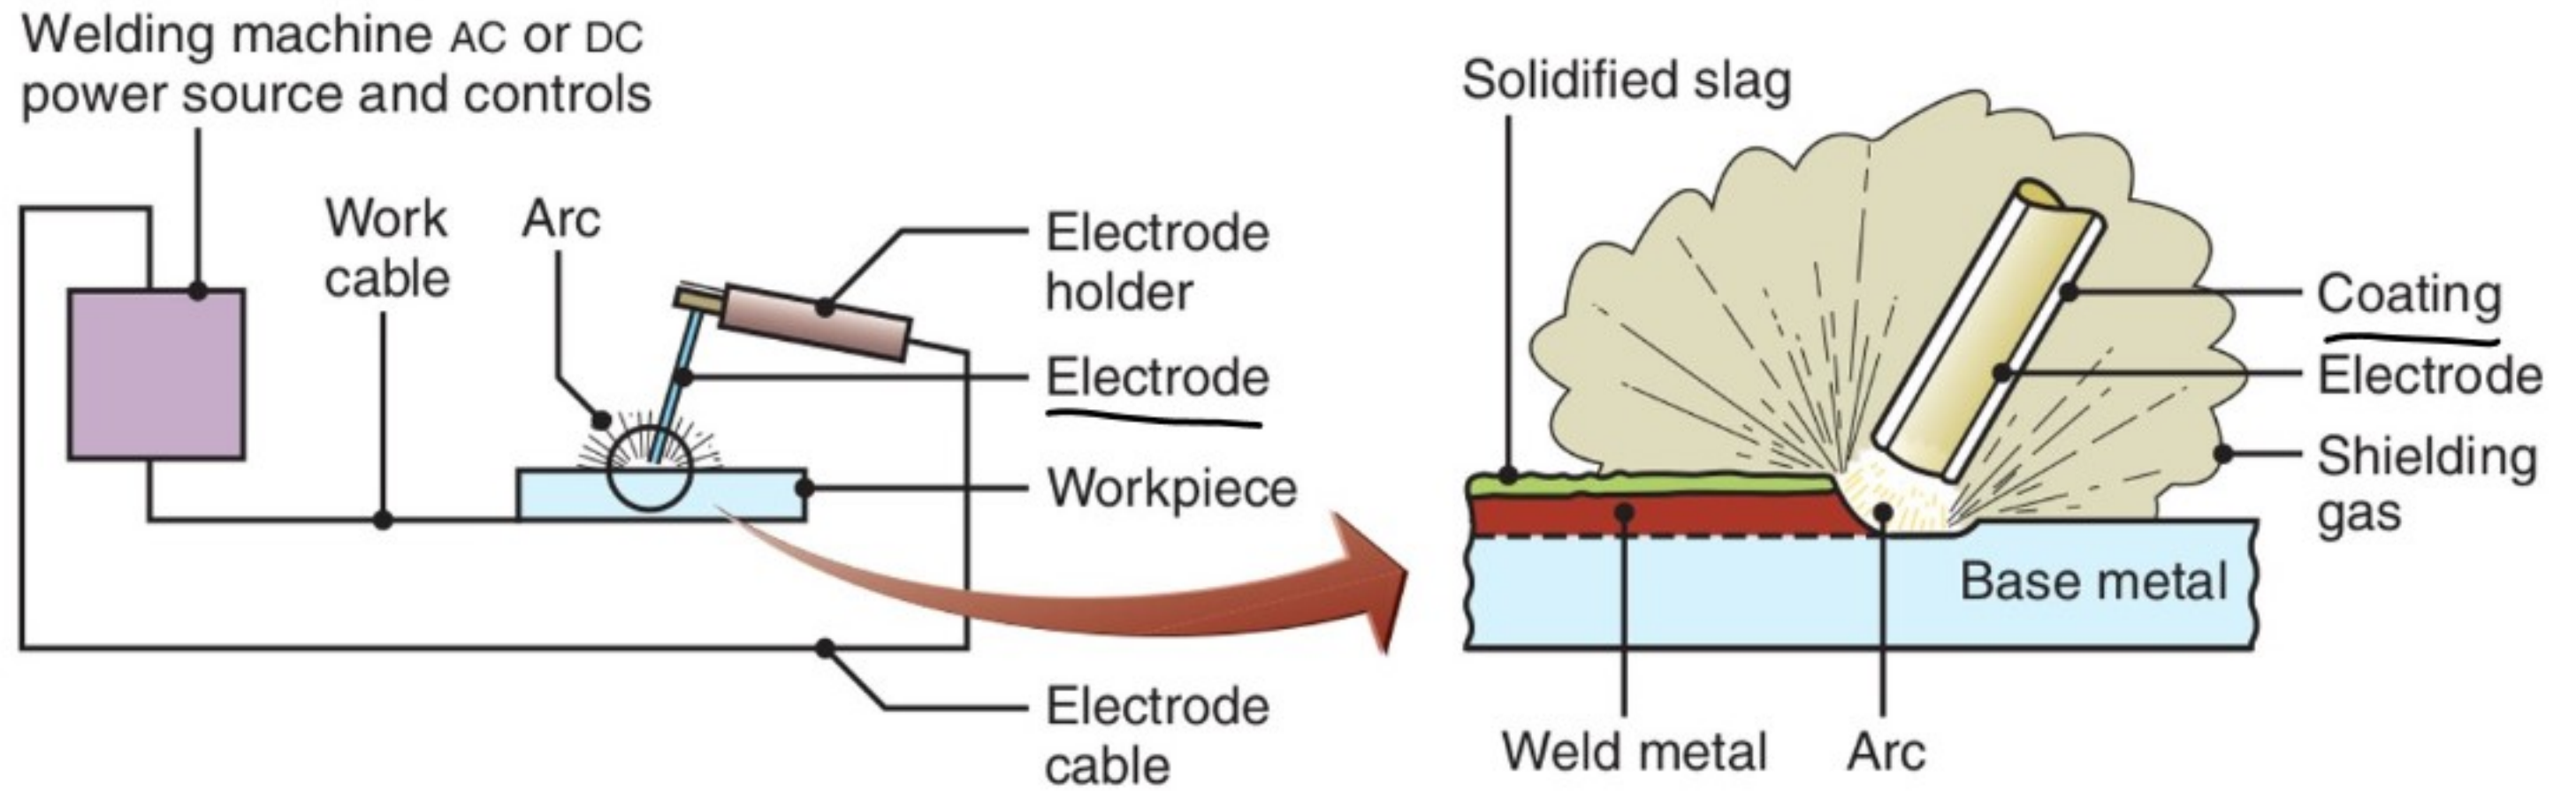 Welding machine AC or DC
power source and controls
Work
cable
Arc
Electrode
holder
Electrode
Workpiece
Electrode
cable
Solidified slag
Coating
Electrode
Shielding
gas
Base metal
Weld metal
Arc